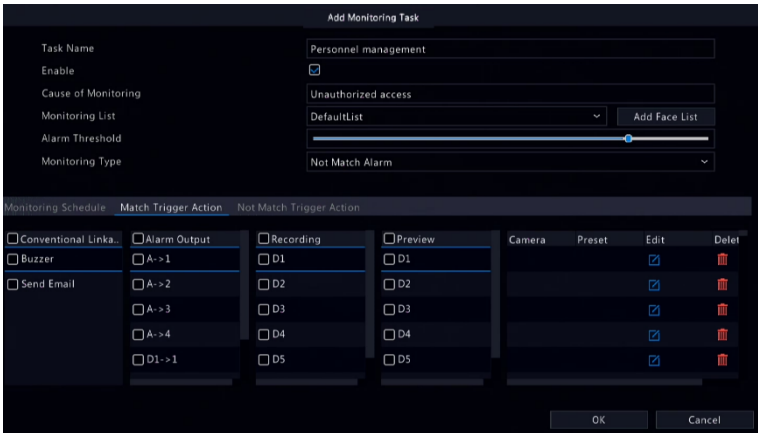 Add Monitoring Task
Task Name Personnel management
Enable
Cause of Monitoring Unauthorized access
Monitoring List DefaultList Add Face List
Alarm Threshold
Monitoring Type Not Match Alarm
Monitoring Schedule Match Trigger Action Not Match Trigger Action
Conventional Linka.. Alarm Output Recording Preview Camera Preset Edit Delet
Buzzer A->1 D1 D1
Send Email A->2 D2 D2
A->3 D3 D3
A->4 D4 D4
D1->1 D5 D5
OK Cancel